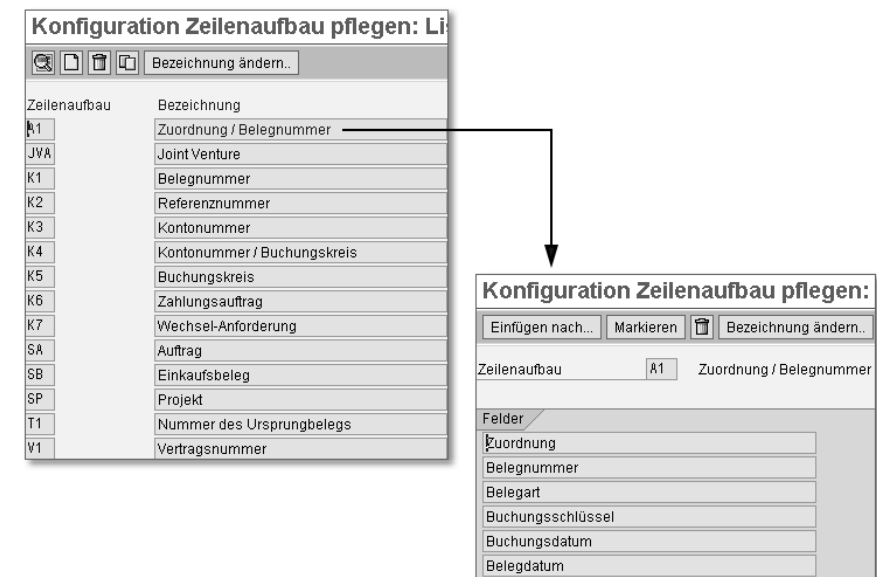 Konfiguration Zeilenaufbau pflegen: Li
Bezeichnung ändern..
Zeilenaufbau Bezeichnung
A1 Zuordnung / Belegnummer
JVA Joint Venture
K1 Belegnummer
K2 Referenznummer
K3 Kontonummer
K4 Kontonummer / Buchungskreis
K5 Buchungskreis
K6 Zahlungsauftrag
K7 Wechsel-Anforderung
SA Auftrag
SB Einkaufsbeleg
SP Projekt
T1 Nummer des Ursprungbelegs
V1 Vertragsnummer
Konfiguration Zeilenaufbau pflegen:
Einfügen nach... Markieren Bezeichnung ändern..
Zeilenaufbau A1 Zuordnung / Belegnummer
Felder
Zuordnung
Belegnummer
Belegart
Buchungsschlüssel
Buchungsdatum
Belegdatum